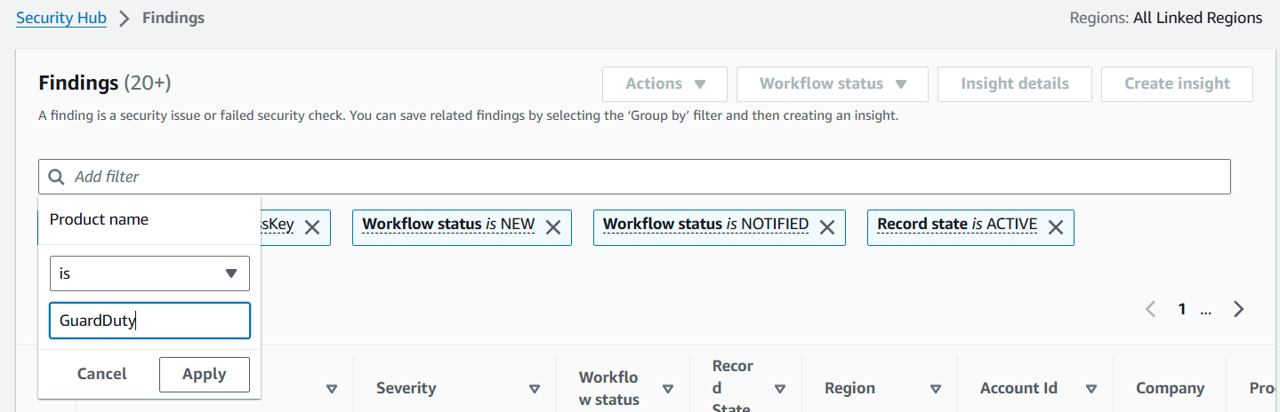 Security Hub > Findings
Regions: All Linked Regions
Findings (20+)
Actions
Workflow status
Insight details
Create insight
A finding is a security issue or failed security check. You can save related findings by selecting the ‘Group by’ filter and then creating an insight.
Add filter
Product name
sKey
Workflow status is NEW
Workflow status is NOTIFIED
Record state is ACTIVE
is
GuardDuty
1 ...
Cancel
Apply
Severity
Workflo
w status
Recor
d
State
Region
Account Id
Company